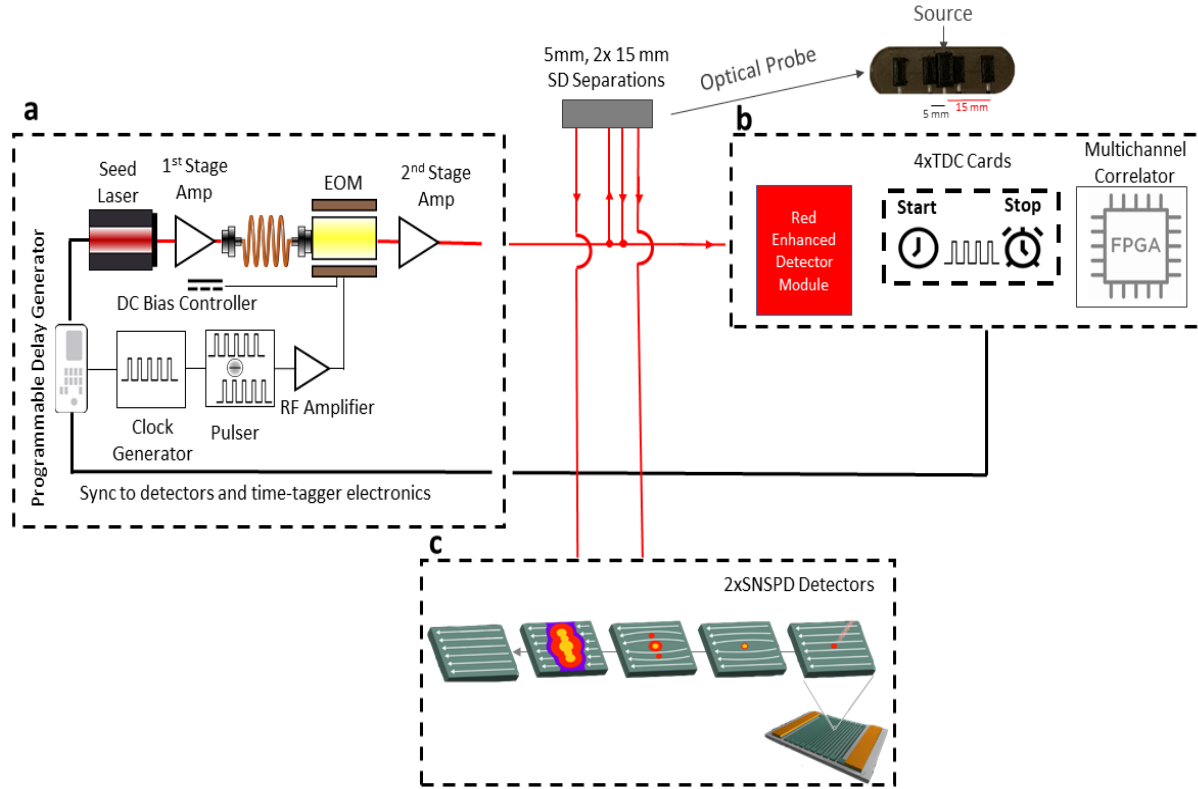 Source
5mm, 2x 15 mm
SD Separations
Optical Probe
5 mm
15 mm
a
Seed
Laser
1st Stage
Amp
EOM
2nd Stage
Amp
DC Bias Controller
Programmable Delay Generator
Clock
Generator
Pulser
RF Amplifier
Sync to detectors and time-tagger electronics
b
Red
Enhanced
Detector
Module
4xTDC Cards
Start
Stop
Multichannel
Correlator
FPGA
c
2xSNSPD Detectors